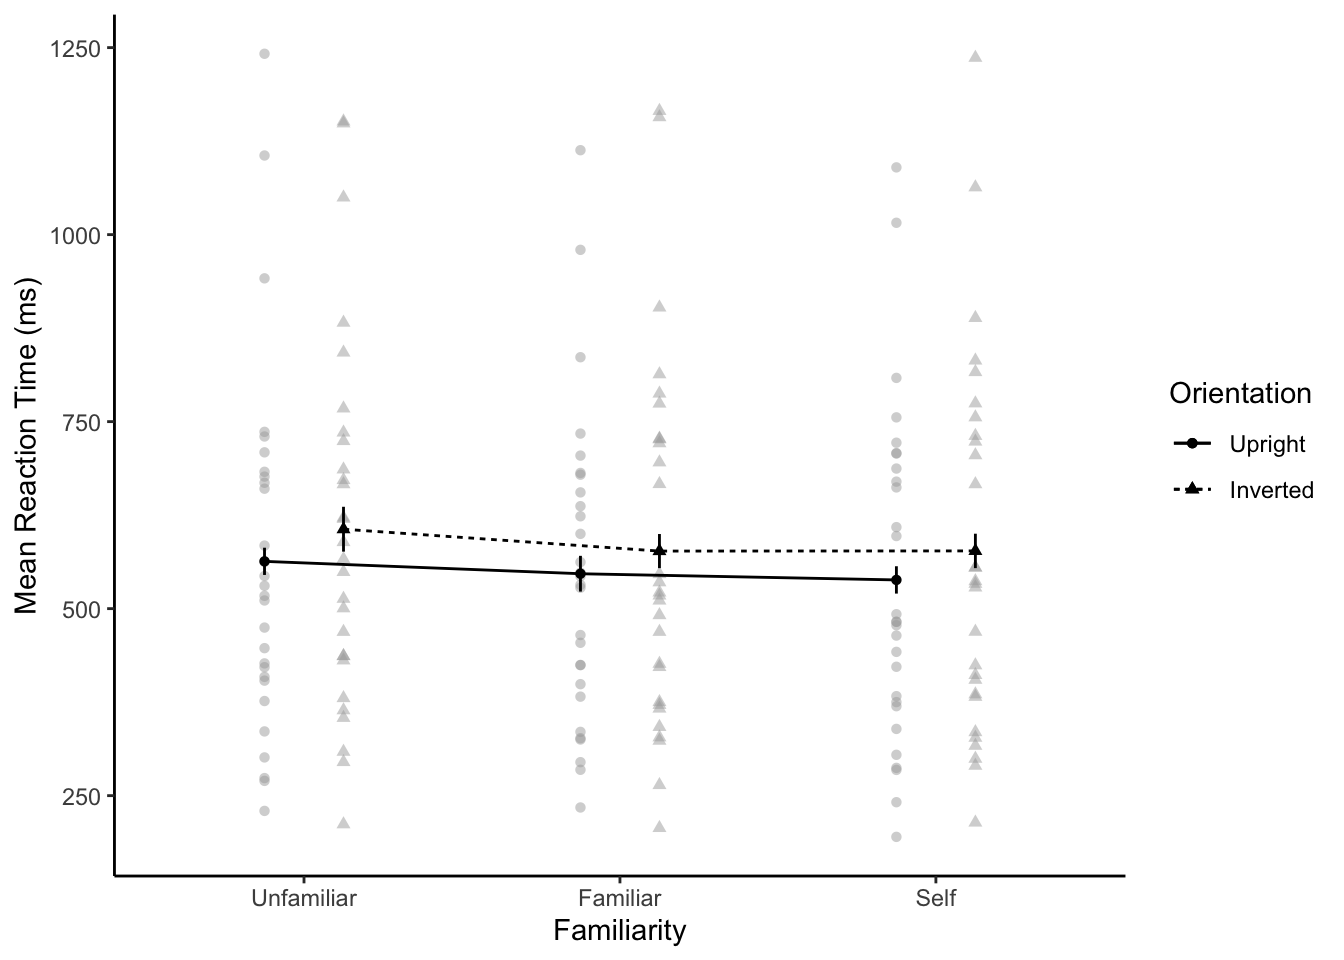 1250
1000
750
500
250
Mean Reaction Time (ms)
Unfamiliar
Familiar
Self
Familiarity
Orientation
Upright
Inverted